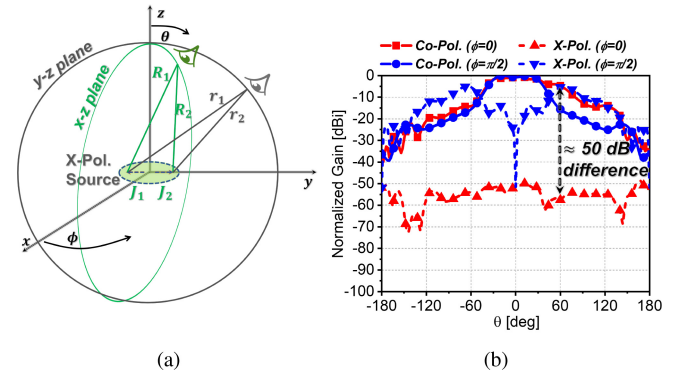 z
θ
y-z plane
x-z plane
R₁
R₂
r₁
r₂
X-Pol.
Source
J₁ J₂
y
x
ϕ
(a)
Co-Pol. (ϕ=0) X-Pol. (ϕ=0)
Co-Pol. (ϕ=π/2) X-Pol. (ϕ=π/2)
Normalized Gain [dBi]
0
-10
-20
-30
-40
-50
-60
-70
-80
-90
-100
≈ 50 dB
difference
-180 -120 -60 0 60 120 180
θ [deg]
(b)